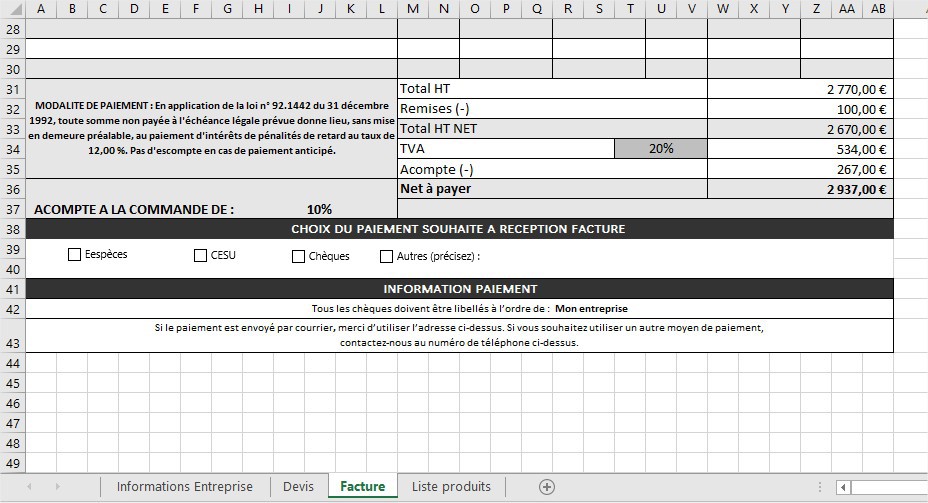 A B C D E F G H I J K L M N O P Q R S T U V W X Y Z AA AB
28
29
30
31 Total HT 2 770,00 €
MODALITE DE PAIEMENT : En application de la loi n° 92.1442 du 31 décembre
32 Remises (-) 100,00 €
1992, toute somme non payée à l'échéance légale prévue donne lieu, sans mise
33 Total HT NET 2 670,00 €
en demeure préalable, au paiement d'intérêts de pénalités de retard au taux de
34 TVA 20% 534,00 €
12,00 %. Pas d'escompte en cas de paiement anticipé.
35 Acompte (-) 267,00 €
36 Net à payer 2 937,00 €
37 ACOMPTE A LA COMMANDE DE : 10%
38 CHOIX DU PAIEMENT SOUHAITE A RECEPTION FACTURE
39 Eespèces CESU Chèques Autres (précisez) :
40
41 INFORMATION PAIEMENT
42 Tous les chèques doivent être libellés à l'ordre de : Mon entreprise
Si le paiement est envoyé par courrier, merci d'utiliser l'adresse ci-dessus. Si vous souhaitez utiliser un autre moyen de paiement,
43 contactez-nous au numéro de téléphone ci-dessus.
44
45
46
47
48
49
Informations Entreprise Devis Facture Liste produits